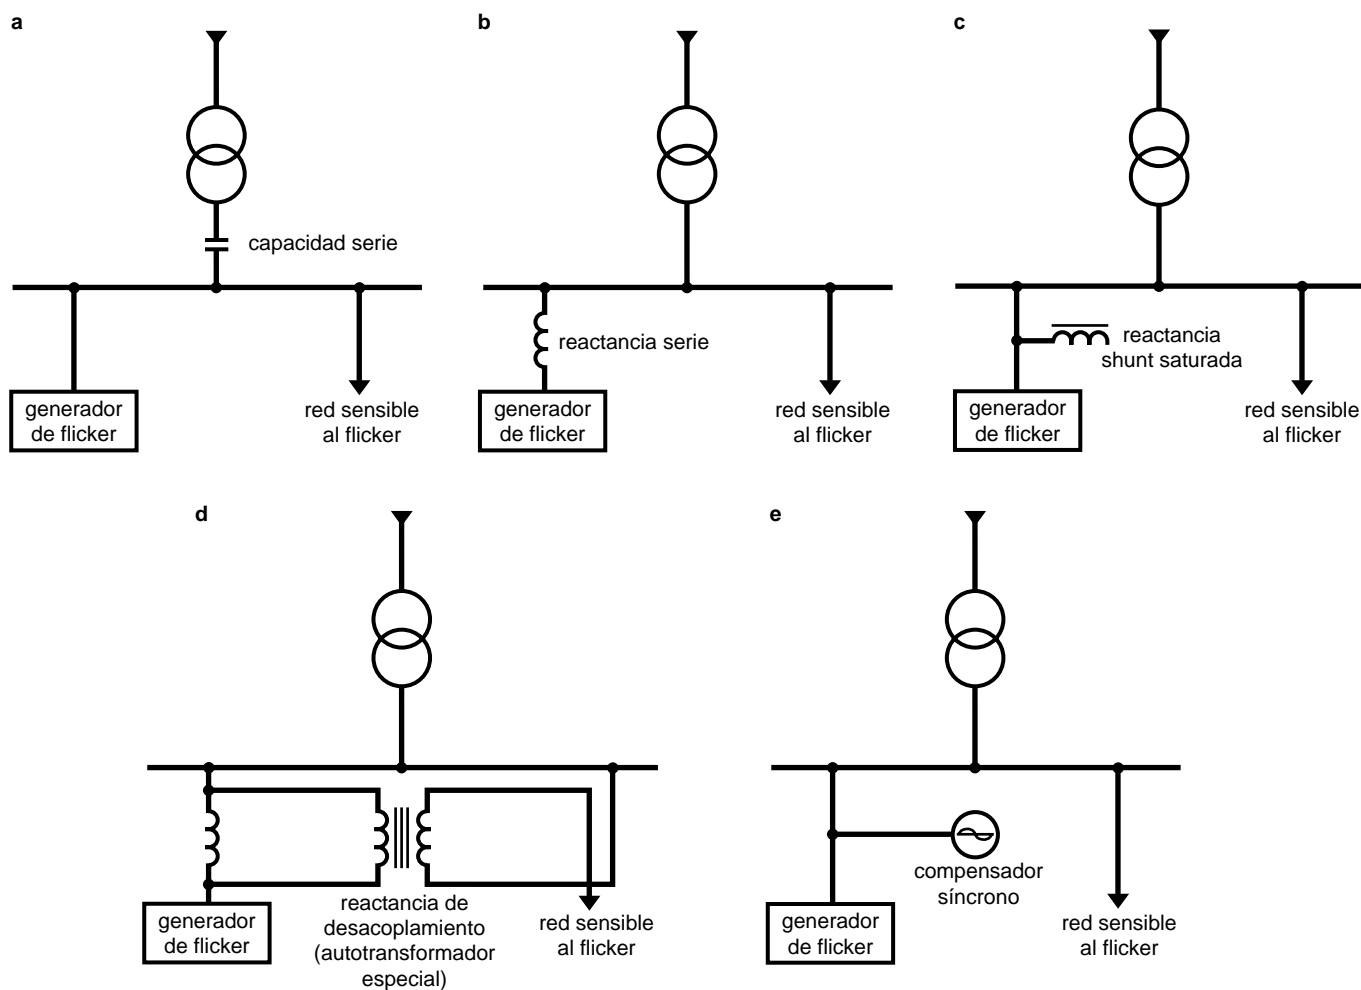 a
capacidad serie
generador
de flicker
red sensible
al flicker
b
reactancia serie
generador
de flicker
red sensible
al flicker
c
reactancia
shunt saturada
generador
de flicker
red sensible
al flicker
d
generador
de flicker
reactancia de
desacoplamiento
(autotransformador
especial)
red sensible
al flicker
e
compensador
síncrono
generador
de flicker
red sensible
al flicker